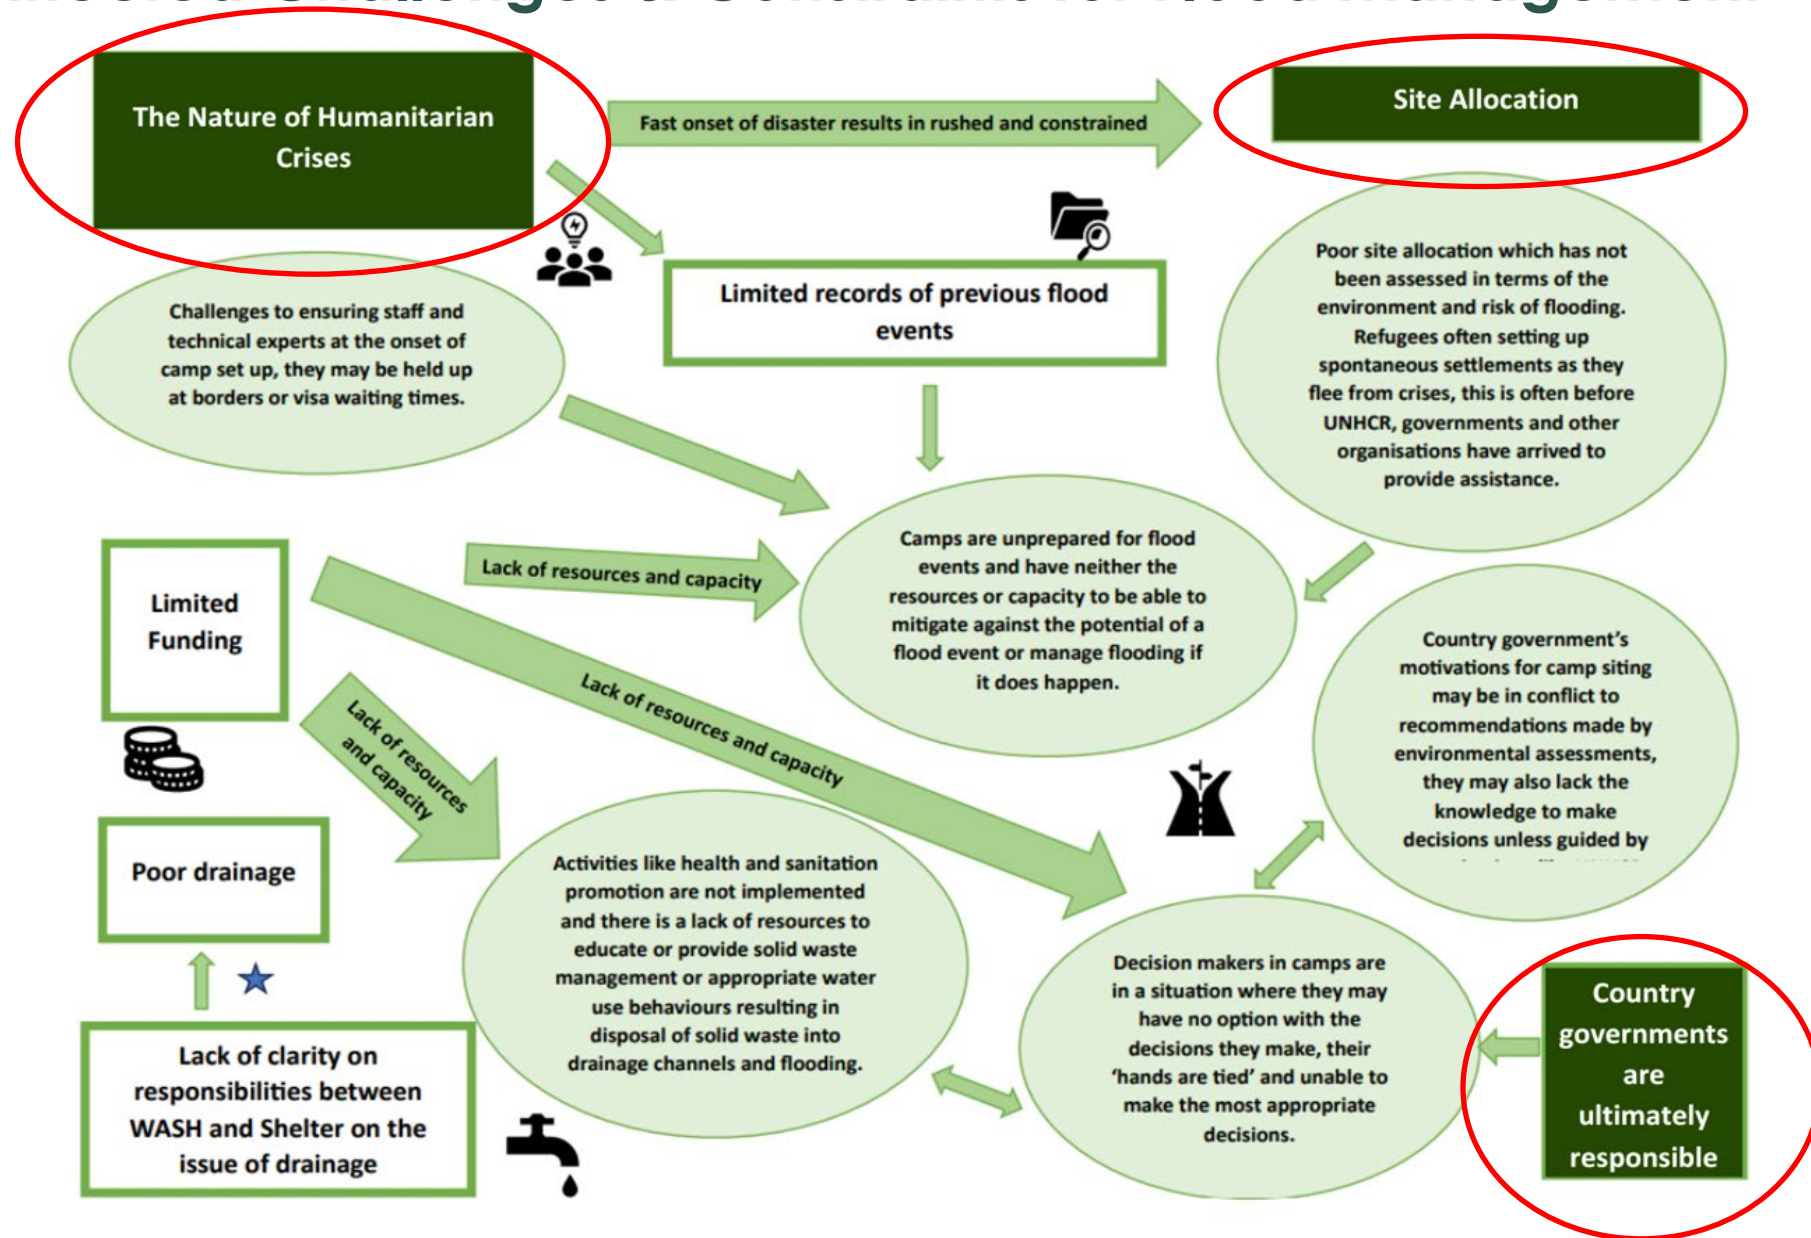 Challenges & Constraints for Flood Management
The Nature of Humanitarian
Crises
Fast onset of disaster results in rushed and constrained
Site Allocation
Challenges to ensuring staff and
technical experts at the onset of
camp set up, they may be held up
at borders or visa waiting times.
Limited records of previous flood
events
Poor site allocation which has not
been assessed in terms of the
environment and risk of flooding.
Refugees often setting up
spontaneous settlements as they
flee from crises, this is often before
UNHCR, governments and other
organisations have arrived to
provide assistance.
Limited
Funding
Lack of resources and capacity
Camps are unprepared for flood
events and have neither the
resources or capacity to be able to
mitigate against the potential of a
flood event or manage flooding if
it does happen.
Lack of resources and capacity
Lack of resources
and capacity
Country government's
motivations for camp siting
may be in conflict to
recommendations made by
environmental assessments,
they may also lack the
knowledge to make
decisions unless guided by
Poor drainage
Activities like health and sanitation
promotion are not implemented
and there is a lack of resources to
educate or provide solid waste
management or appropriate water
use behaviours resulting in
disposal of solid waste into
drainage channels and flooding.
Decision makers in camps are
in a situation where they may
have no option with the
decisions they make, their
‘hands are tied’ and unable to
make the most appropriate
decisions.
Country
governments
are
ultimately
responsible
Lack of clarity on
responsibilities between
WASH and Shelter on the
issue of drainage